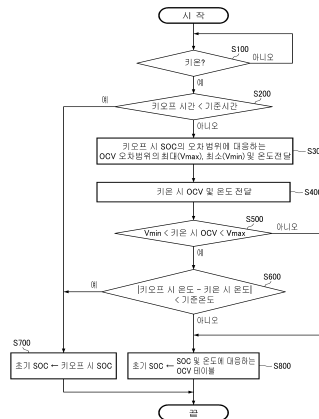 시 작
S100
키온?
아니오
예
S200
예
키오프 시간 < 기준시간
아니오
키오프 시 SOC의 오차 범위에 대응하는
OCV 오차범위의 최대(Vmax), 최소(Vmin) 및 온도전달
S30
키온 시 OCV 및 온도 전달
S400
S500
아니오
Vmin < 키온 시 OCV < Vmax
예
S600
예
|키오프 시 온도 - 키온 시 온도|
< 기준온도
아니오
S700
초기 SOC ← 키오프 시 SOC
초기 SOC ← SOC 및 온도에 대응하는
OCV 테이블
S800
끝